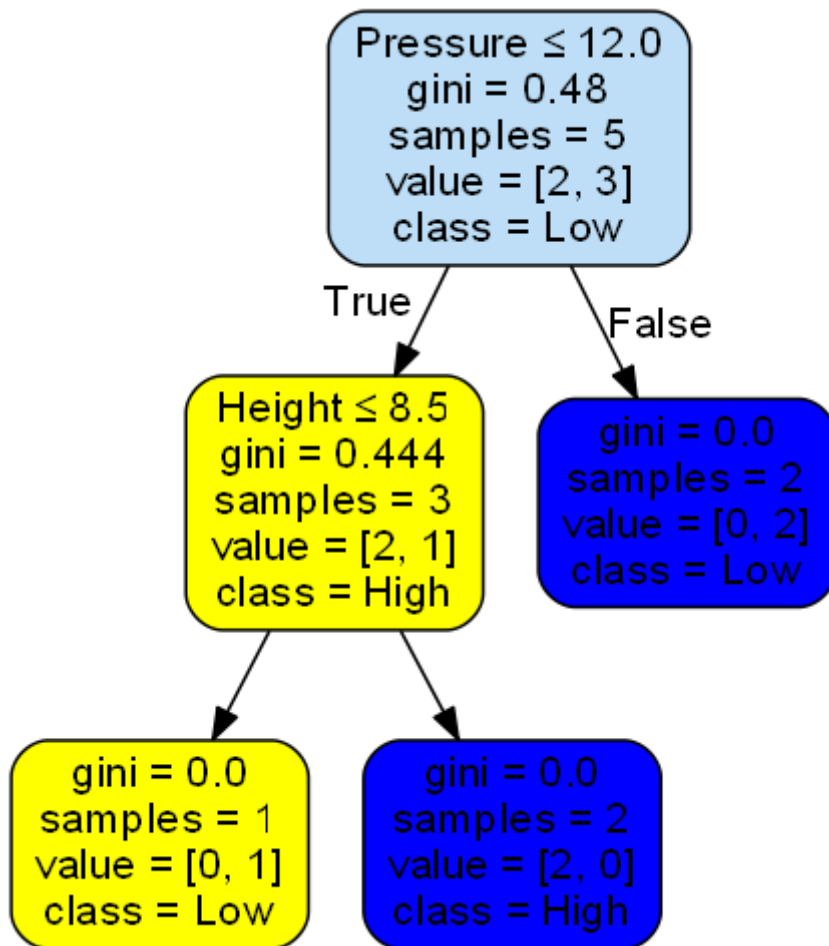 Pressure ≤ 12.0
gini = 0.48
samples = 5
value = [2, 3]
class = Low
True
False
Height ≤ 8.5
gini = 0.444
samples = 3
value = [2, 1]
class = High
gini = 0.0
samples = 2
value = [0, 2]
class = Low
gini = 0.0
samples = 1
value = [0, 1]
class = Low
gini = 0.0
samples = 2
value = [2, 0]
class = High